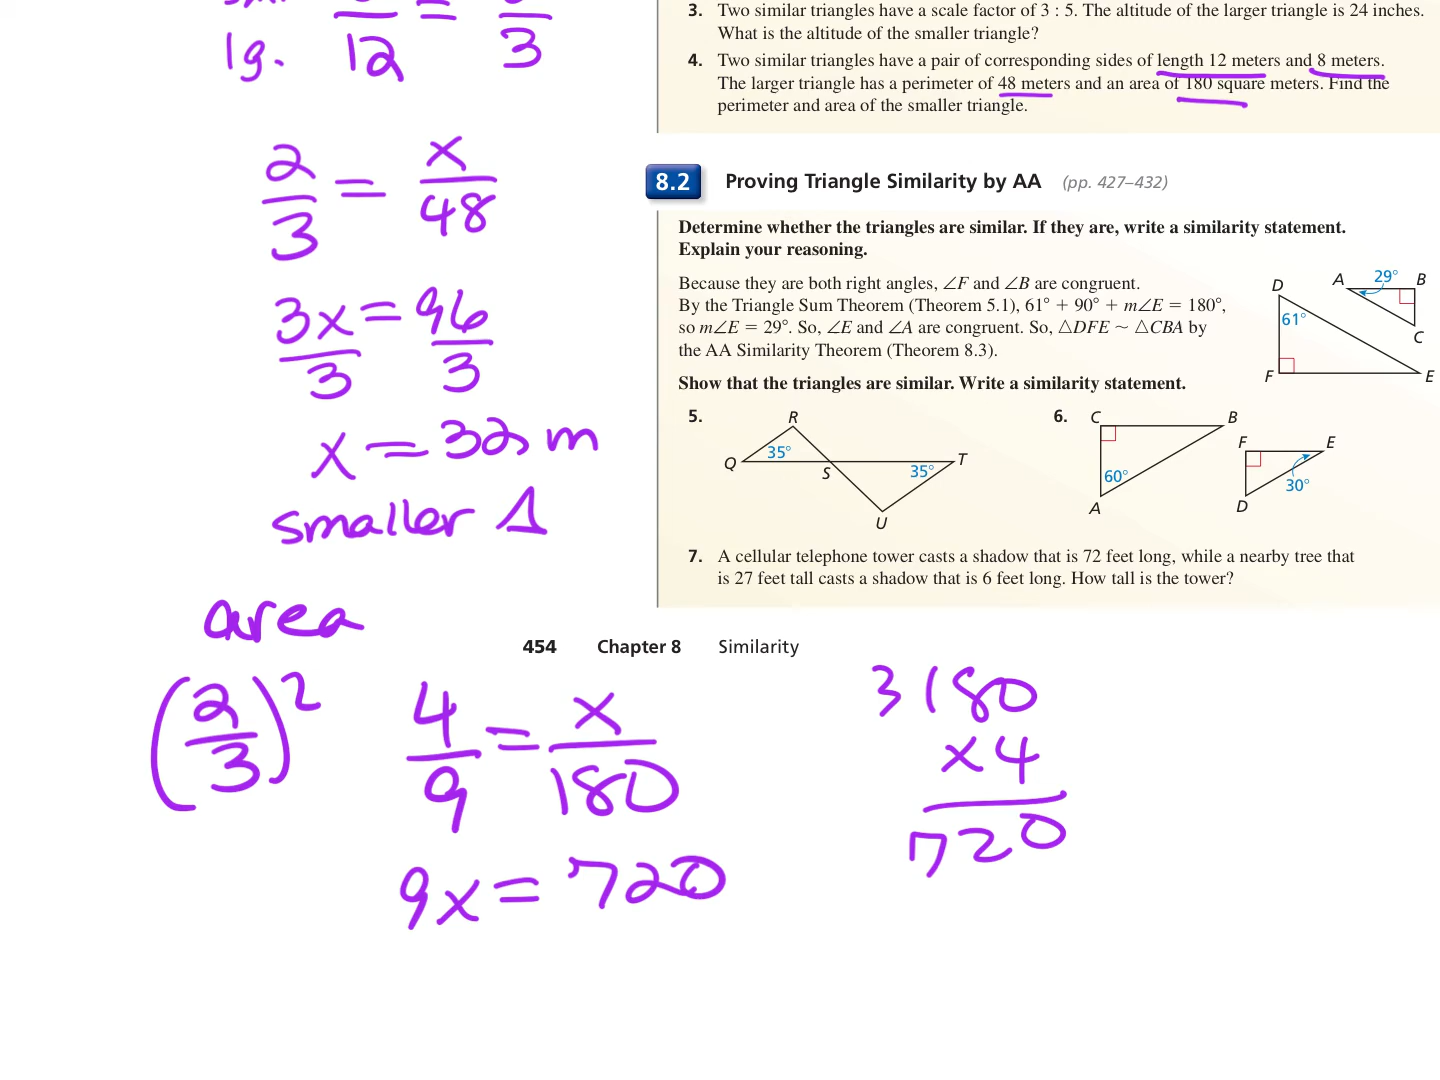 lg. 12 = 3
3. Two similar triangles have a scale factor of 3 : 5. The altitude of the larger triangle is 24 inches.
What is the altitude of the smaller triangle?
4. Two similar triangles have a pair of corresponding sides of length 12 meters and 8 meters.
The larger triangle has a perimeter of 48 meters and an area of 180 square meters. Find the
perimeter and area of the smaller triangle.
2/3 = x/48
3x/3 = 96/3
x = 32 m
smaller Δ
8.2 Proving Triangle Similarity by AA (pp. 427–432)
Determine whether the triangles are similar. If they are, write a similarity statement.
Explain your reasoning.
Because they are both right angles, ∠F and ∠B are congruent.
By the Triangle Sum Theorem (Theorem 5.1), 61° + 90° + m∠E = 180°,
so m∠E = 29°. So, ∠E and ∠A are congruent. So, △DFE ~ △CBA by
the AA Similarity Theorem (Theorem 8.3).
D A 29° B
61°
C
F E
Show that the triangles are similar. Write a similarity statement.
5. R
Q 35° S 35° T
U
6. C B
F E
60° 30°
A D
7. A cellular telephone tower casts a shadow that is 72 feet long, while a nearby tree that
is 27 feet tall casts a shadow that is 6 feet long. How tall is the tower?
454 Chapter 8 Similarity
area
(2/3)² 4/9 = x/180
9x = 720
3180
x4
720